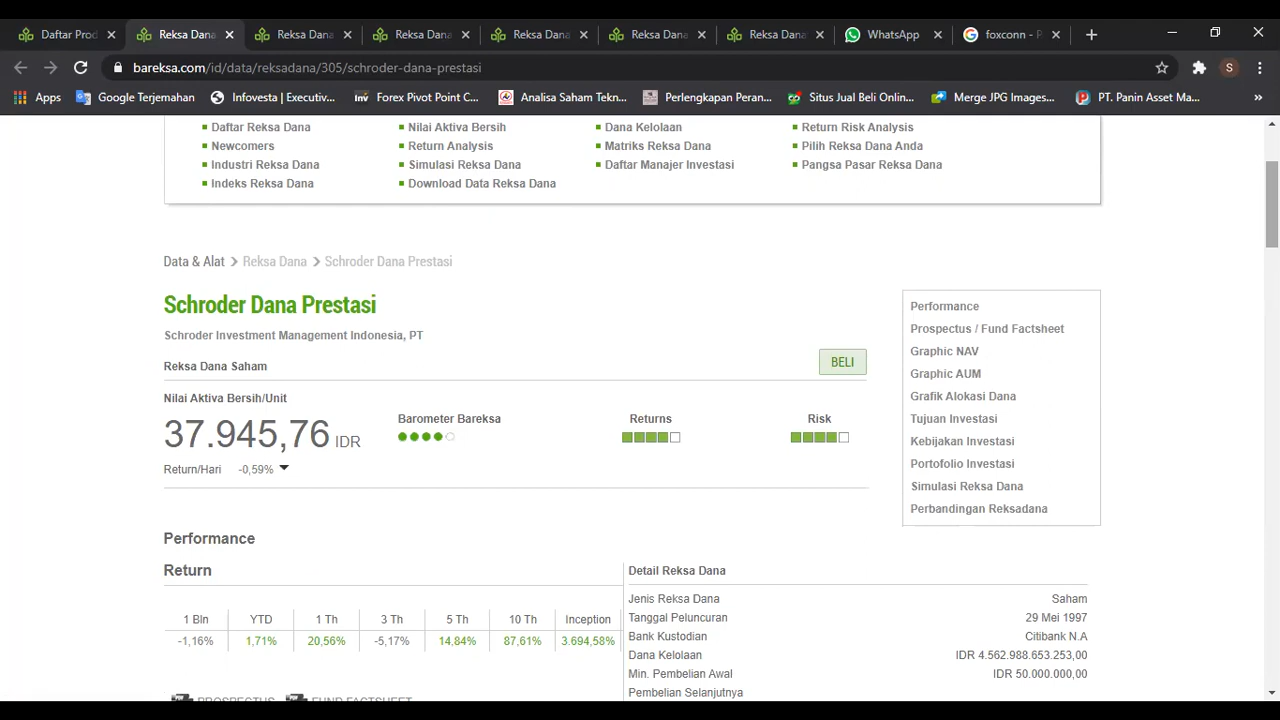 Daftar Prod
Reksa Dana
Reksa Dana
Reksa Dana
Reksa Dana
Reksa Dana
Reksa Dana
WhatsApp
foxconn - P
bareksa.com/id/data/reksadana/305/schroder-dana-prestasi
S
Apps
Google Terjemahan
Infovesta | Executiv...
inv Forex Pivot Point C...
Analisa Saham Tekn...
Perlengkapan Peran...
Situs Jual Beli Onlin...
Merge JPG Images...
PT. Panin Asset Ma...
Daftar Reksa Dana Nilai Aktiva Bersih Dana Kelolaan Return Risk Analysis
Newcomers Return Analysis Matriks Reksa Dana Pilih Reksa Dana Anda
Industri Reksa Dana Simulasi Reksa Dana Daftar Manajer Investasi Pangsa Pasar Reksa Dana
Indeks Reksa Dana Download Data Reksa Dana
Data & Alat Reksa Dana Schroder Dana Prestasi
Schroder Dana Prestasi
Schroder Investment Management Indonesia, PT
Reksa Dana Saham
BELI
Nilai Aktiva Bersih/Unit
37.945,76 IDR
Return/Hari -0,59%
Barometer Bareksa
Returns
Risk
Performance
Prospectus / Fund Factsheet
Graphic NAV
Graphic AUM
Grafik Alokasi Dana
Tujuan Investasi
Kebijakan Investasi
Portofolio Investasi
Simulasi Reksa Dana
Perbandingan Reksadana
Performance
Return
1 Bln YTD 1 Th 3 Th 5 Th 10 Th Inception
-1,16% 1,71% 20,56% -5,17% 14,84% 87,61% 3.694,58%
PROSPECTUS FUND FACTSHEET
Detail Reksa Dana
Jenis Reksa Dana Saham
Tanggal Peluncuran 29 Mei 1997
Bank Kustodian Citibank N.A
Dana Kelolaan IDR 4.562.988.653.253,00
Min. Pembelian Awal IDR 50.000.000,00
Pembelian Selanjutnya